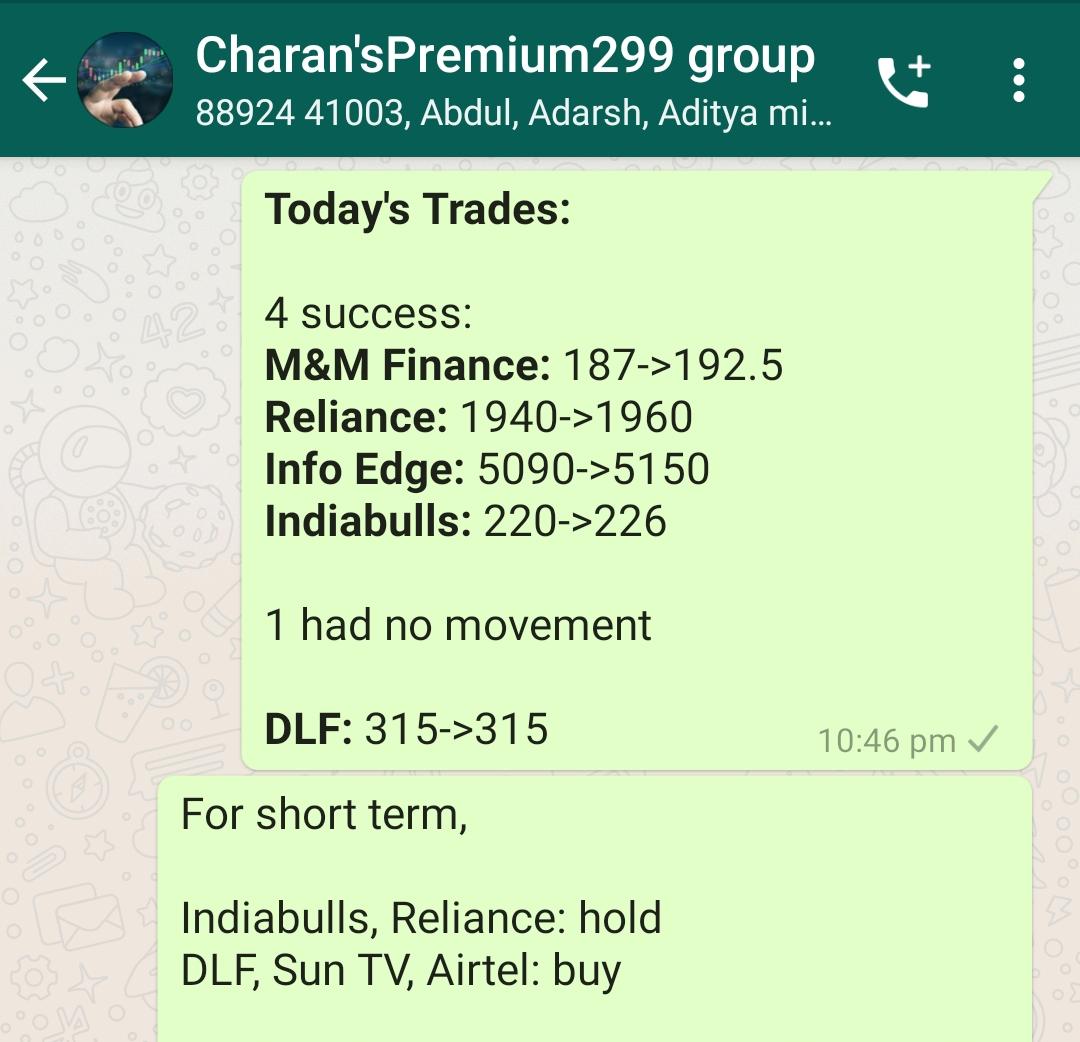 Charan'sPremium299 group
88924 41003, Abdul, Adarsh, Aditya mi...
Today's Trades:
4 success:
M&M Finance: 187->192.5
Reliance: 1940->1960
Info Edge: 5090->5150
Indiabulls: 220->226
1 had no movement
DLF: 315->315
10:46 pm
For short term,
Indiabulls, Reliance: hold
DLF, Sun TV, Airtel: buy